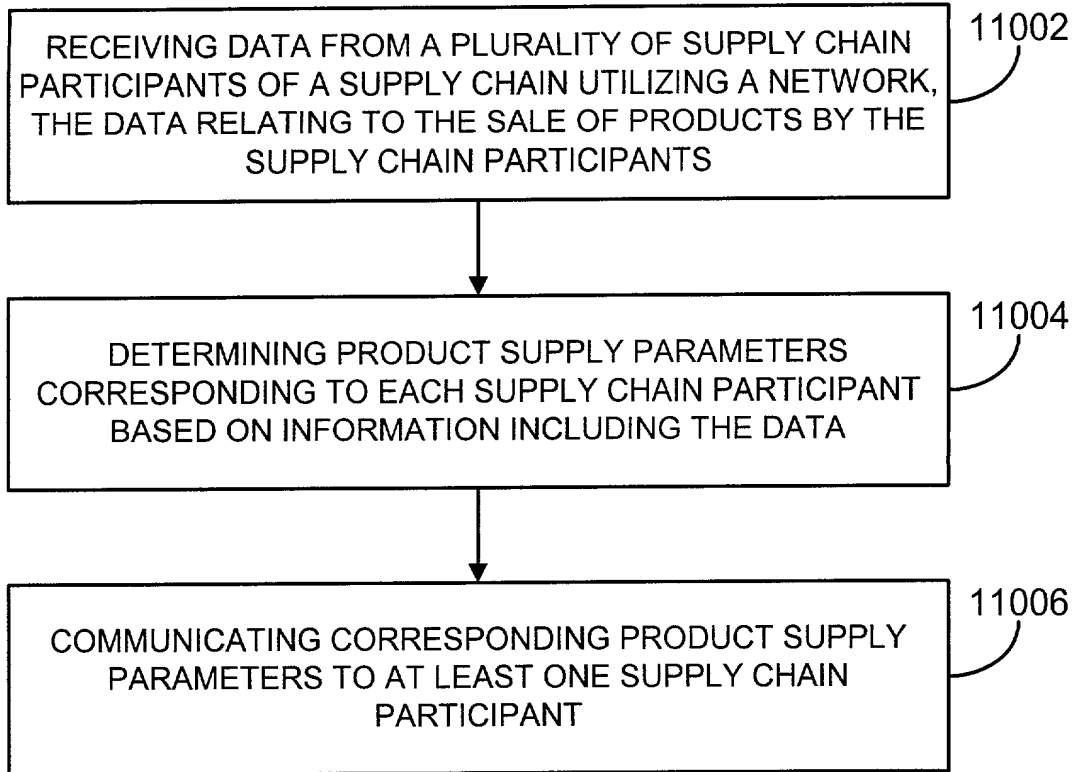 RECEIVING DATA FROM A PLURALITY OF SUPPLY CHAIN
PARTICIPANTS OF A SUPPLY CHAIN UTILIZING A NETWORK,
THE DATA RELATING TO THE SALE OF PRODUCTS BY THE
SUPPLY CHAIN PARTICIPANTS
11002
DETERMINING PRODUCT SUPPLY PARAMETERS
CORRESPONDING TO EACH SUPPLY CHAIN PARTICIPANT
BASED ON INFORMATION INCLUDING THE DATA
11004
COMMUNICATING CORRESPONDING PRODUCT SUPPLY
PARAMETERS TO AT LEAST ONE SUPPLY CHAIN
PARTICIPANT
11006